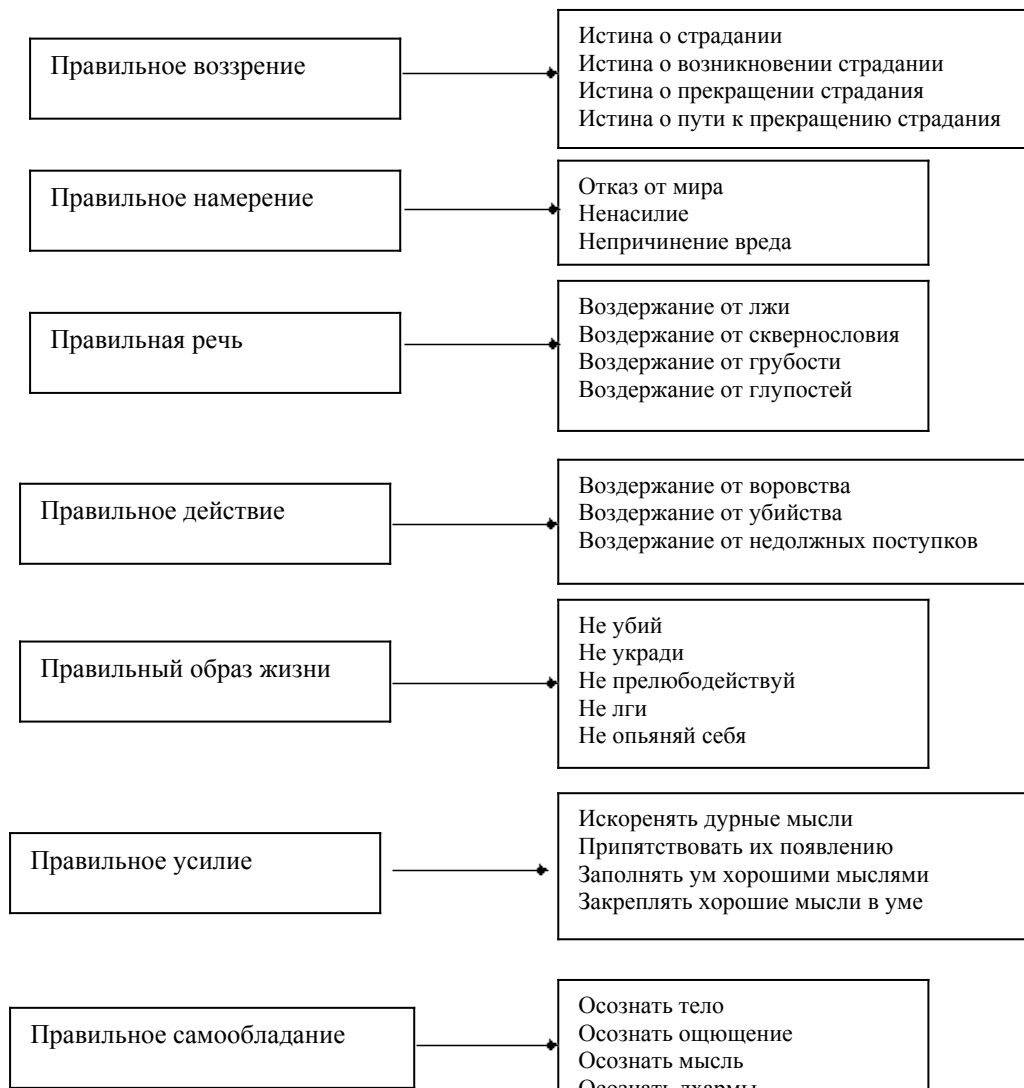 Правильное воззрение
Истина о страдании
Истина о возникновении страдании
Истина о прекращении страдания
Истина о пути к прекращению страдания
Правильное намерение
Отказ от мира
Ненасилие
Непричинение вреда
Правильная речь
Воздержание от лжи
Воздержание от сквернословия
Воздержание от грубости
Воздержание от глупостей
Правильное действие
Воздержание от воровства
Воздержание от убийства
Воздержание от недолжных поступков
Правильный образ жизни
Не убий
Не укради
Не прелюбодействуй
Не лги
Не опьяняй себя
Правильное усилие
Искоренять дурные мысли
Припятствовать их появлению
Заполнять ум хорошими мыслями
Закреплять хорошие мысли в уме
Правильное самообладание
Осознать тело
Осознать ощющение
Осознать мысль
Осознать дхармы